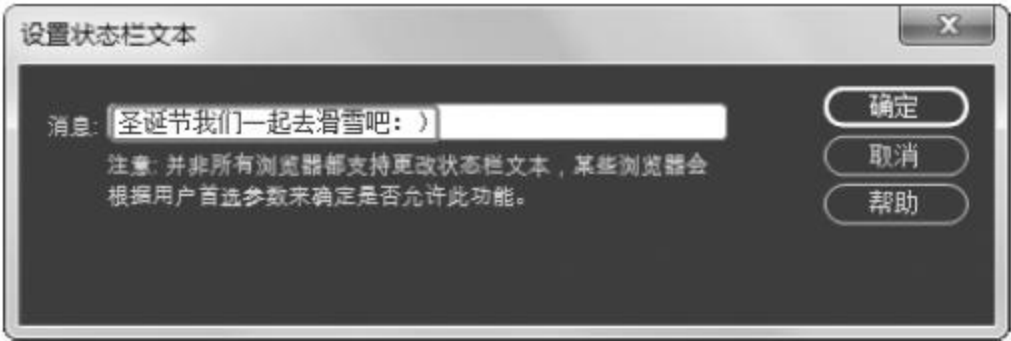 设置状态栏文本
消息: 圣诞节我们一起去滑雪吧：）
确定
注意: 并非所有浏览器都支持更改状态栏文本，某些浏览器会
根据用户首选参数来确定是否允许此功能。
取消
帮助